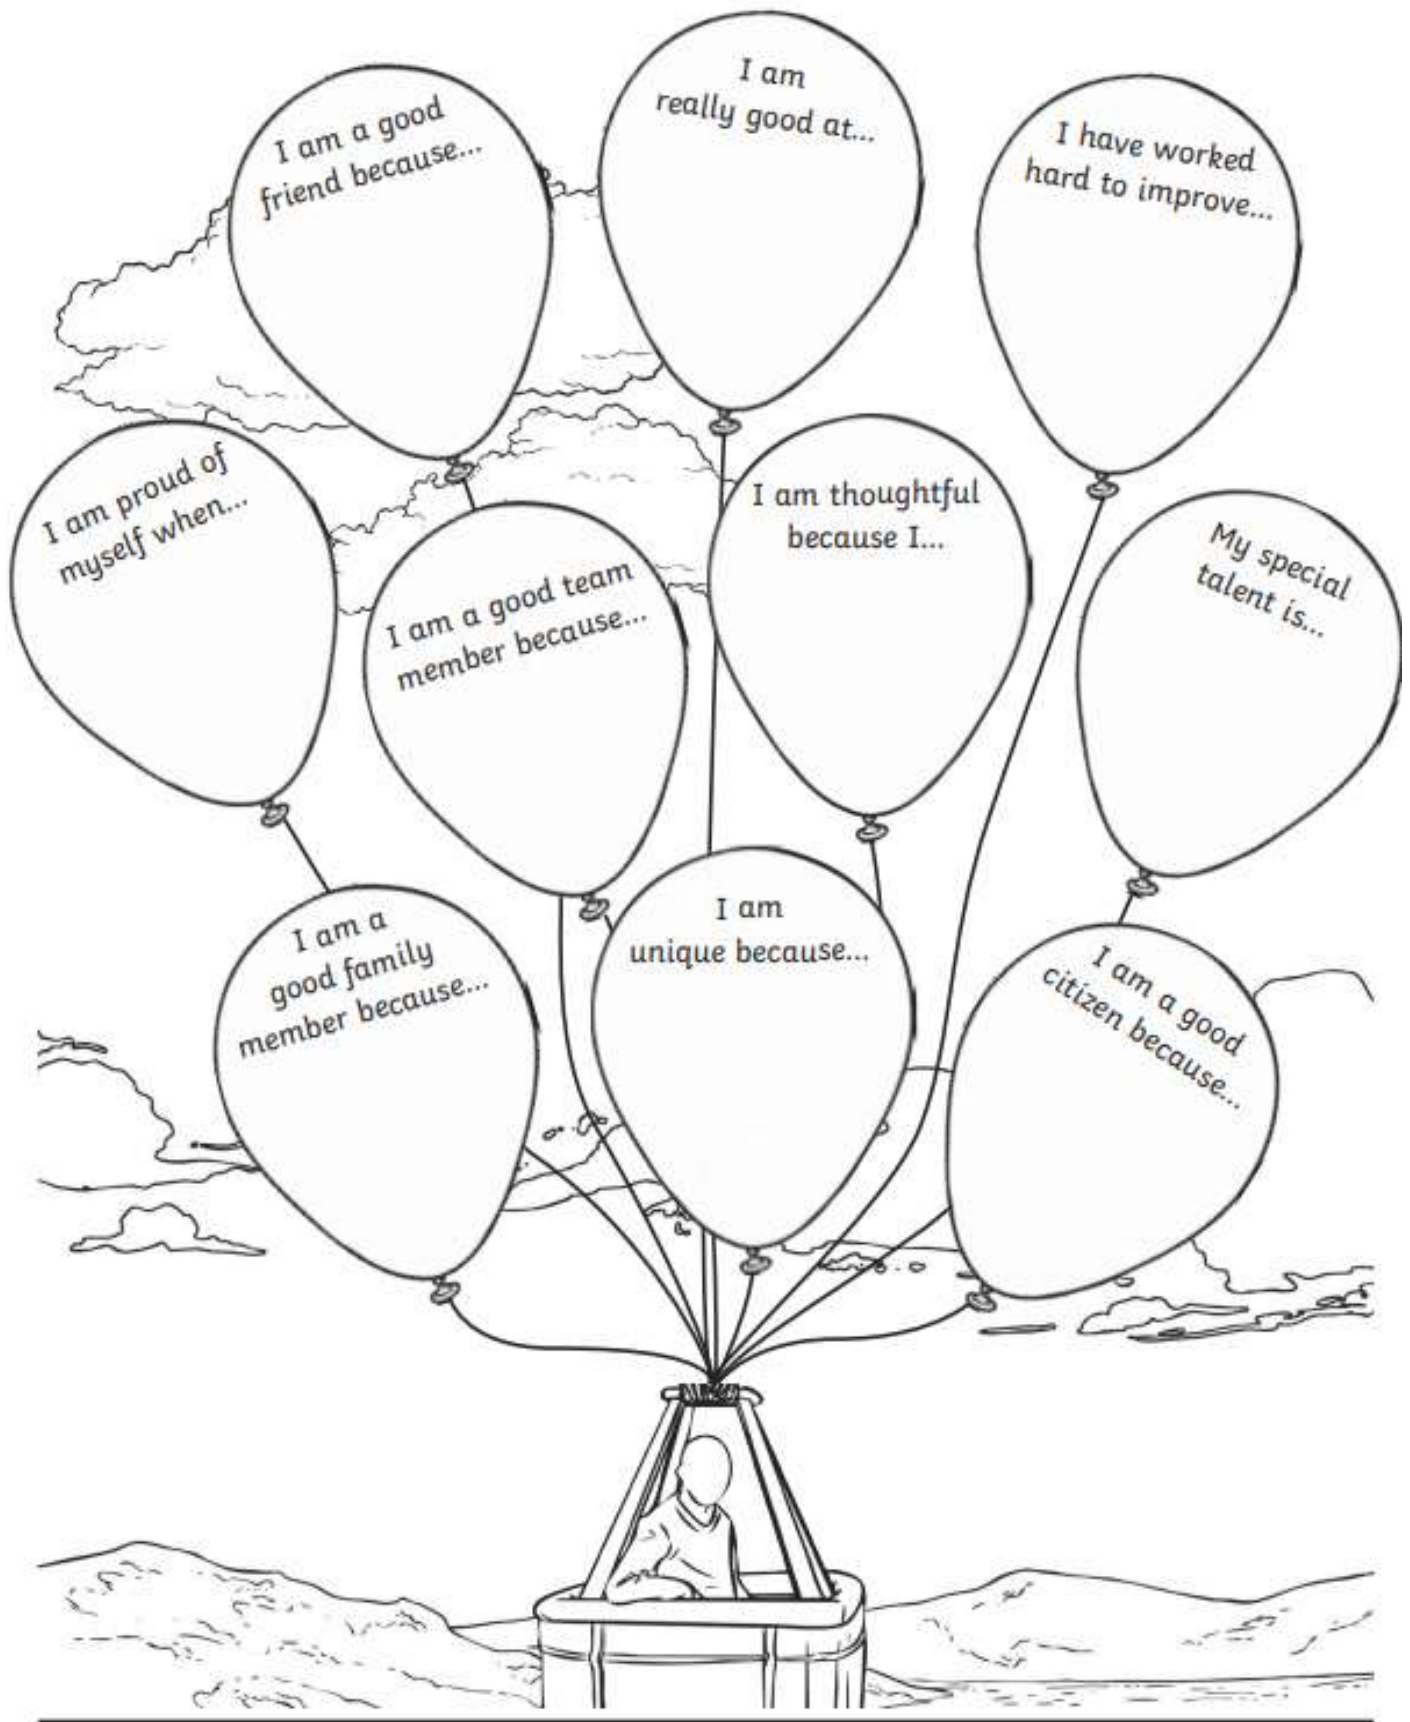 I am a good
friend because...
I am
really good at...
I have worked
hard to improve...
I am proud of
myself when...
I am a good team
member because...
I am thoughtful
because I...
My special
talent is...
I am a
good family
member because...
I am
unique because...
I am a good
citizen because...